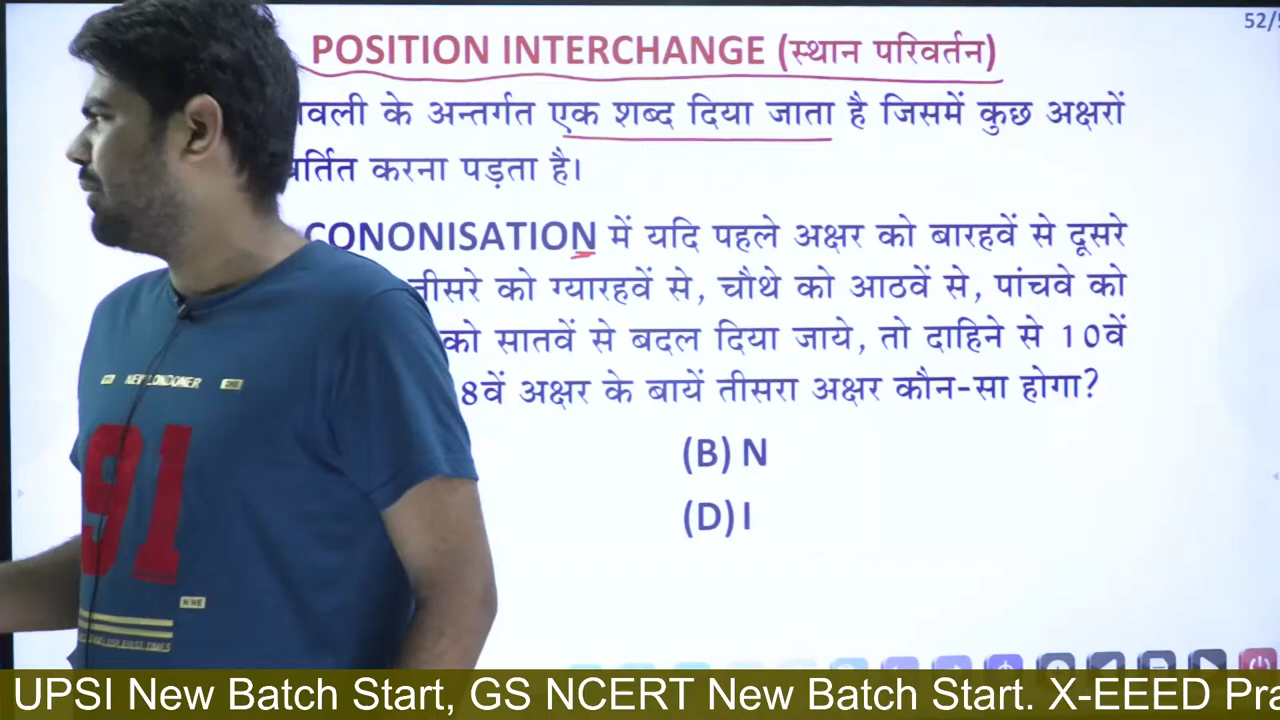 52/
POSITION INTERCHANGE (स्थान परिवर्तन)
के अन्तर्गत एक शब्द दिया जाता है जिसमें कुछ अक्षरों
करना पड़ता है।
CONONISATION में यदि पहले अक्षर को बारहवें से दूसरे
तीसरे को ग्यारहवें से, चौथे को आठवें से, पांचवे को
को सातवें से बदल दिया जाये, तो दाहिने से 10वें
8वें अक्षर के बायें तीसरा अक्षर कौन-सा होगा?
(B) N
(D) I
NEW LONDONER
91
NINE
UPSI New Batch Start, GS NCERT New Batch Start. X-EEED